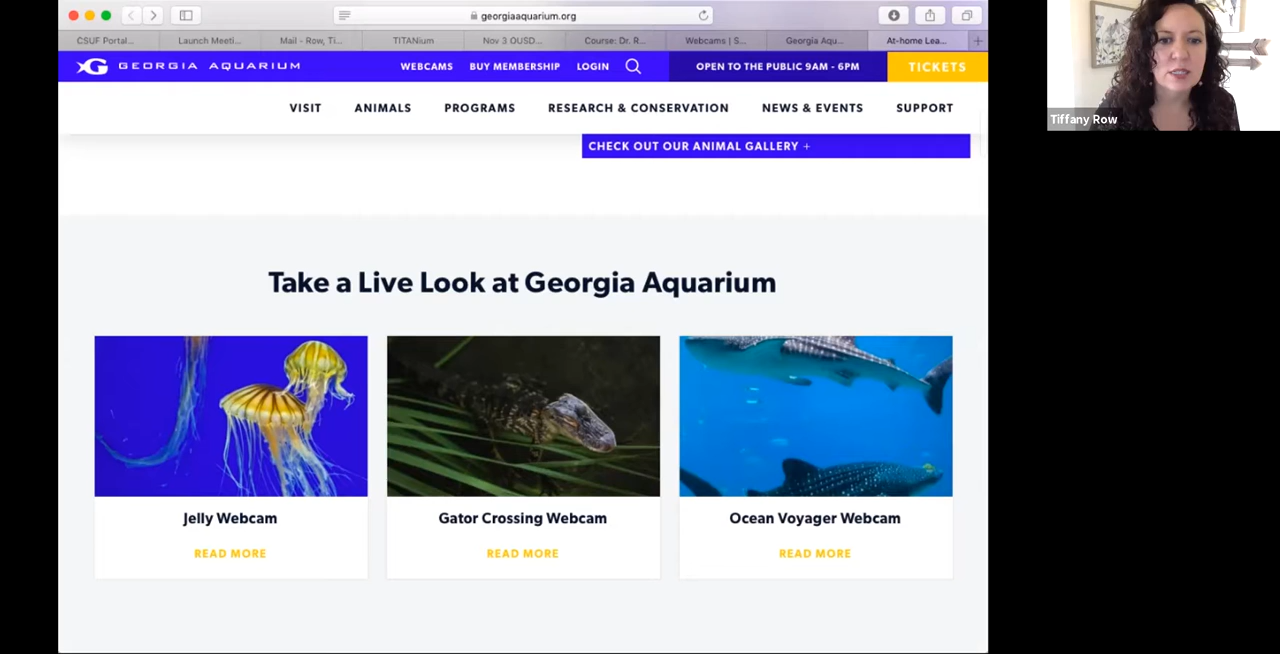 georgiaaquarium.org
CSUF Portal...
Launch Meeti...
Mail - Row, Ti...
TITANium
Nov 3 OUSD...
Course: Dr. R...
Webcams | S...
Georgia Aqu...
At-home Lea...
GEORGIA AQUARIUM
WEBCAMS
BUY MEMBERSHIP
LOGIN
OPEN TO THE PUBLIC 9AM - 6PM
TICKETS
VISIT
ANIMALS
PROGRAMS
RESEARCH & CONSERVATION
NEWS & EVENTS
SUPPORT
CHECK OUT OUR ANIMAL GALLERY +
Take a Live Look at Georgia Aquarium
Jelly Webcam
READ MORE
Gator Crossing Webcam
READ MORE
Ocean Voyager Webcam
READ MORE
Tiffany Row